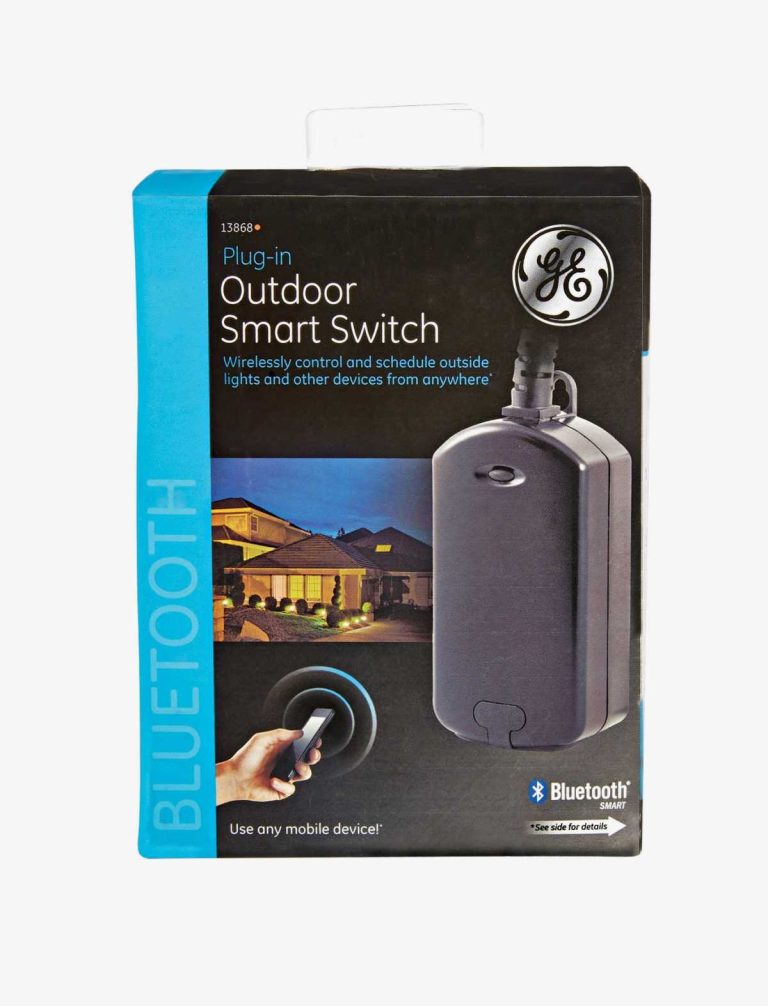 13868
Plug-in
Outdoor
Smart Switch
Wirelessly control and schedule outside
lights and other devices from anywhere*
GE
BLUETOOTH
Use any mobile device!*
Bluetooth®
SMART
*See side for details